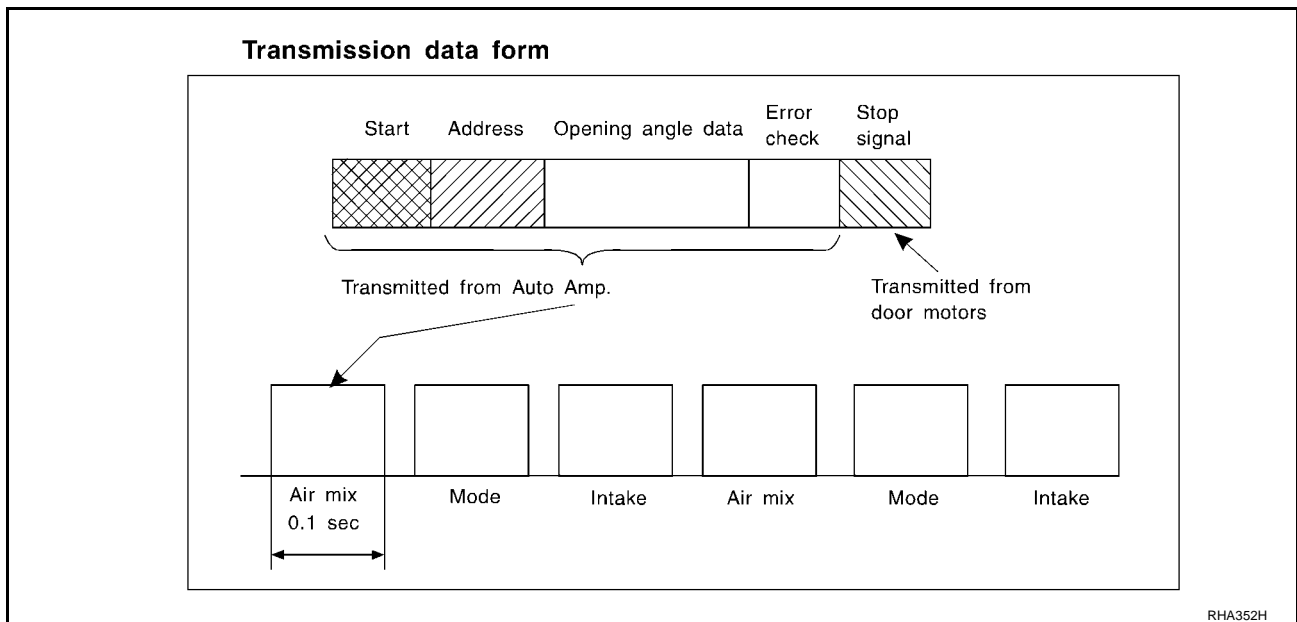 Transmission data form
Start Address Opening angle data Error check Stop signal
Transmitted from Auto Amp.
Transmitted from
door motors
Air mix
0.1 sec
Mode
Intake
Air mix
Mode
Intake
RHA352H